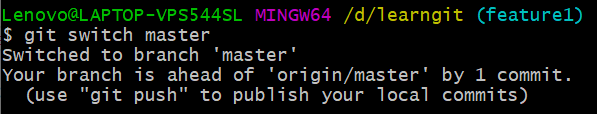 Lenovo@LAPTOP-VPS544SL MINGW64 /d/learngit (feature1)
$ git switch master
Switched to branch 'master'
Your branch is ahead of 'origin/master' by 1 commit.
  (use "git push" to publish your local commits)